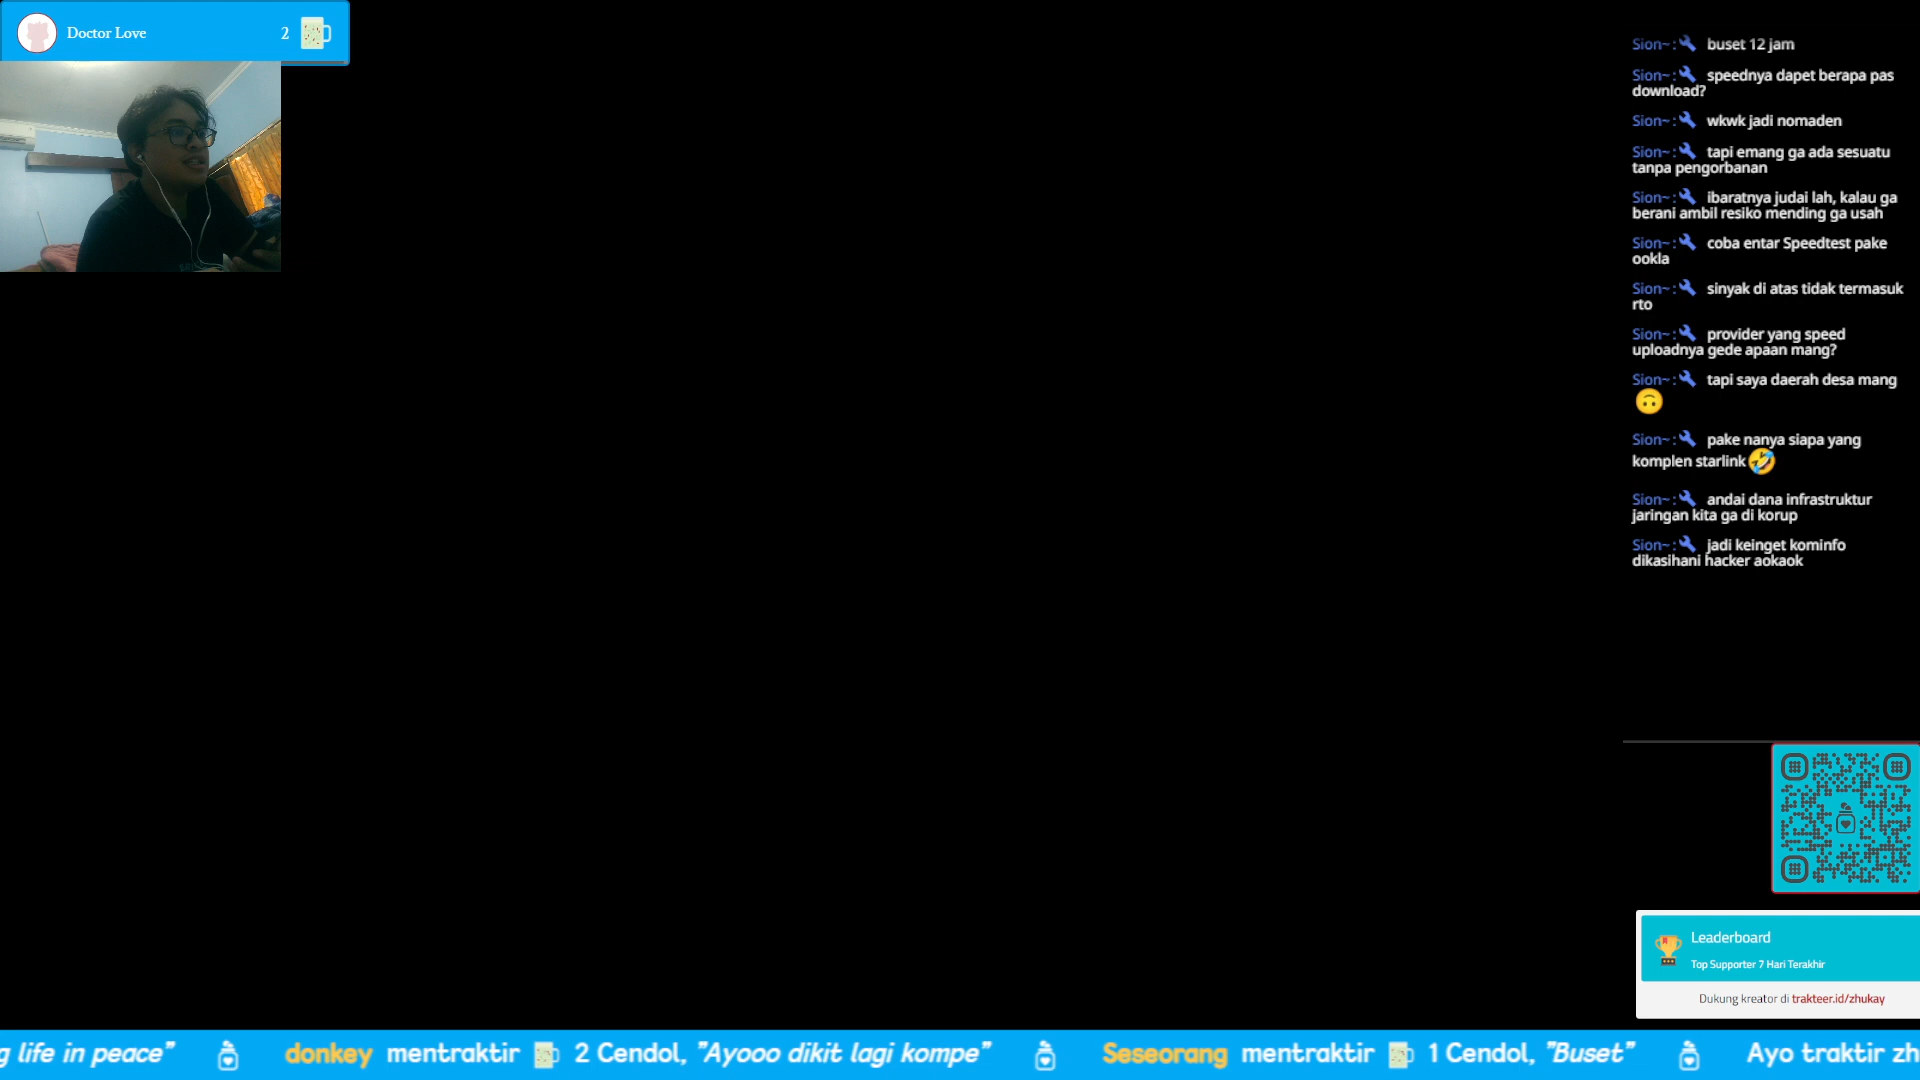 Doctor Love 2
Sion~: buset 12 jam
Sion~: speednya dapet berapa pas
download?
Sion~: wkwk jadi nomaden
Sion~: tapi emang ga ada sesuatu
tanpa pengorbanan
Sion~: ibaratnya judai lah, kalau ga
berani ambil resiko mending ga usah
Sion~: coba entar Speedtest pake
ookla
Sion~: sinyak di atas tidak termasuk
rto
Sion~: provider yang speed
uploadnya gede apaan mang?
Sion~: tapi saya daerah desa mang
🙃
Sion~: pake nanya siapa yang
komplen starlink🤣
Sion~: andai dana infrastruktur
jaringan kita ga di korup
Sion~: jadi keinget kominfo
dikasihani hacker aokaok
Leaderboard
Top Supporter 7 Hari Terakhir
Dukung kreator di trakteer.id/zhukay
g life in peace" donkey mentraktir 2 Cendol, "Ayooo dikit lagi kompe" Seseorang mentraktir 1 Cendol, "Buset" Ayo traktir zh